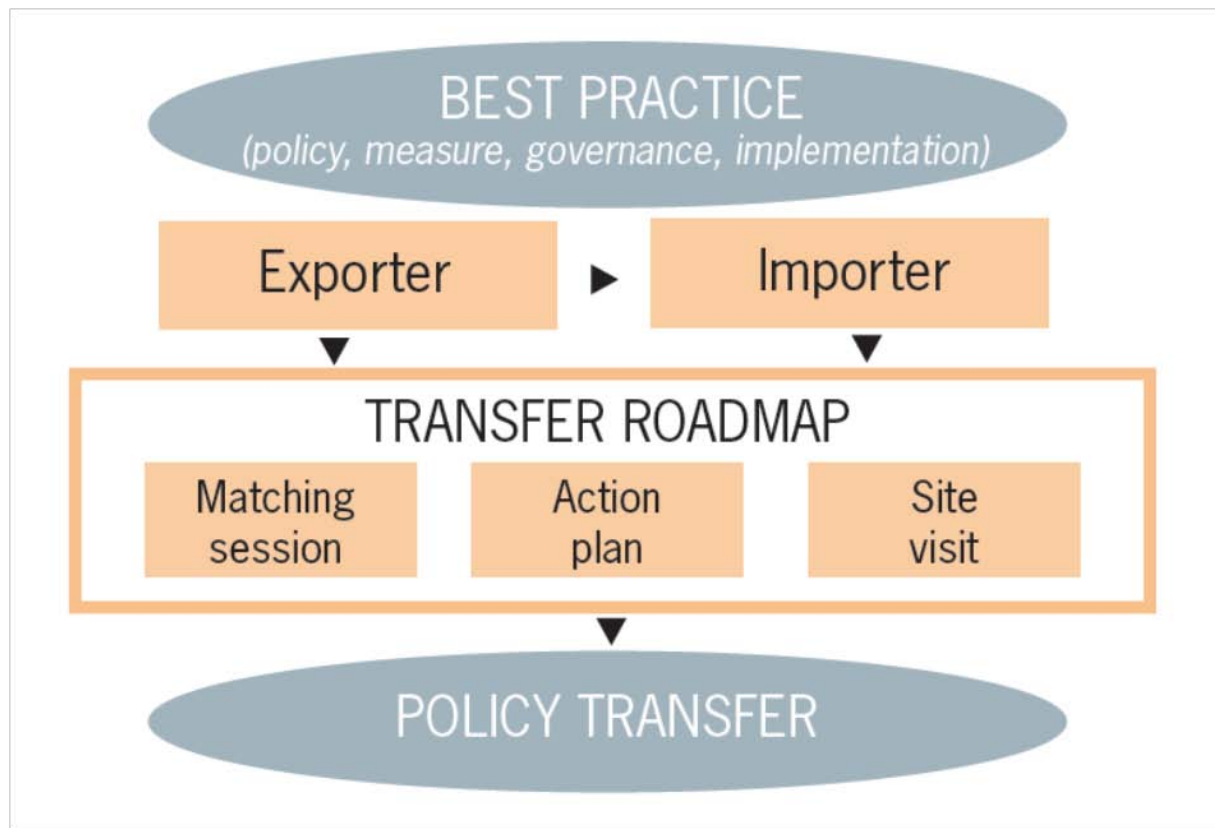 BEST PRACTICE
(policy, measure, governance, implementation)
Exporter
Importer
TRANSFER ROADMAP
Matching
session
Action
plan
Site
visit
POLICY TRANSFER